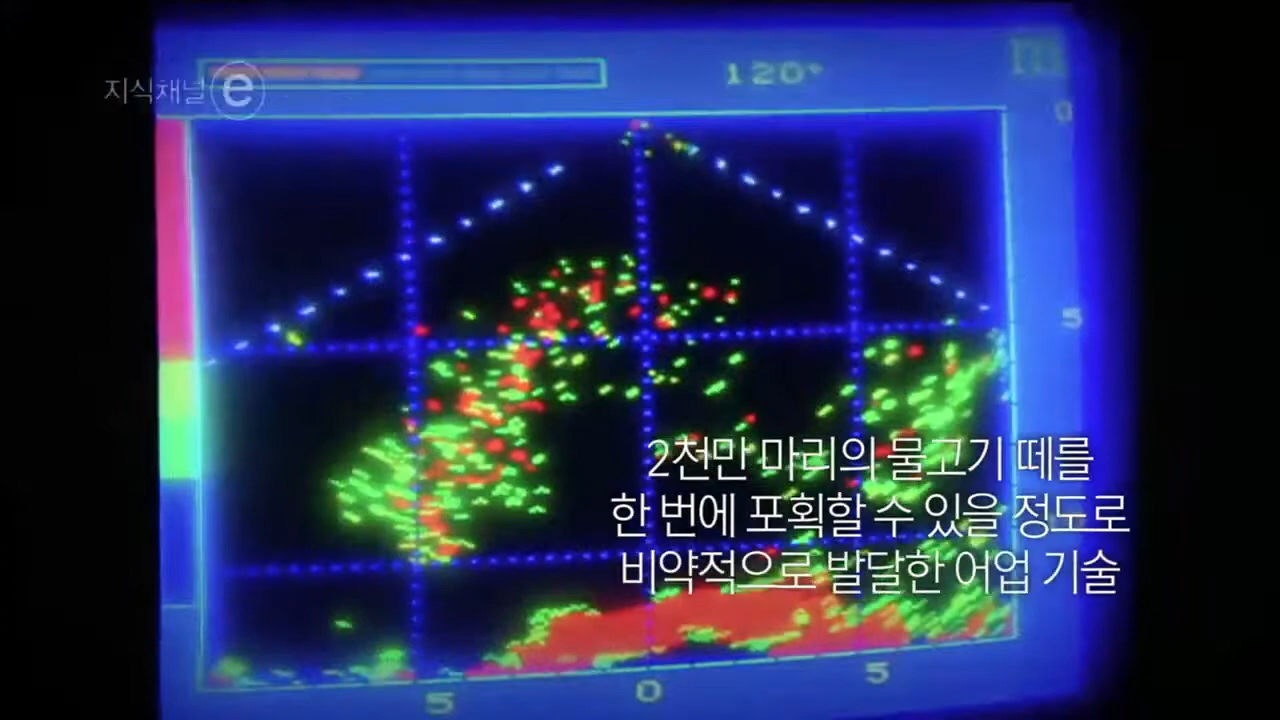 지식채널 e
120°
m
0
5
2천만 마리의 물고기 떼를
한 번에 포획할 수 있을 정도로
비약적으로 발달한 어업 기술
5
0
5